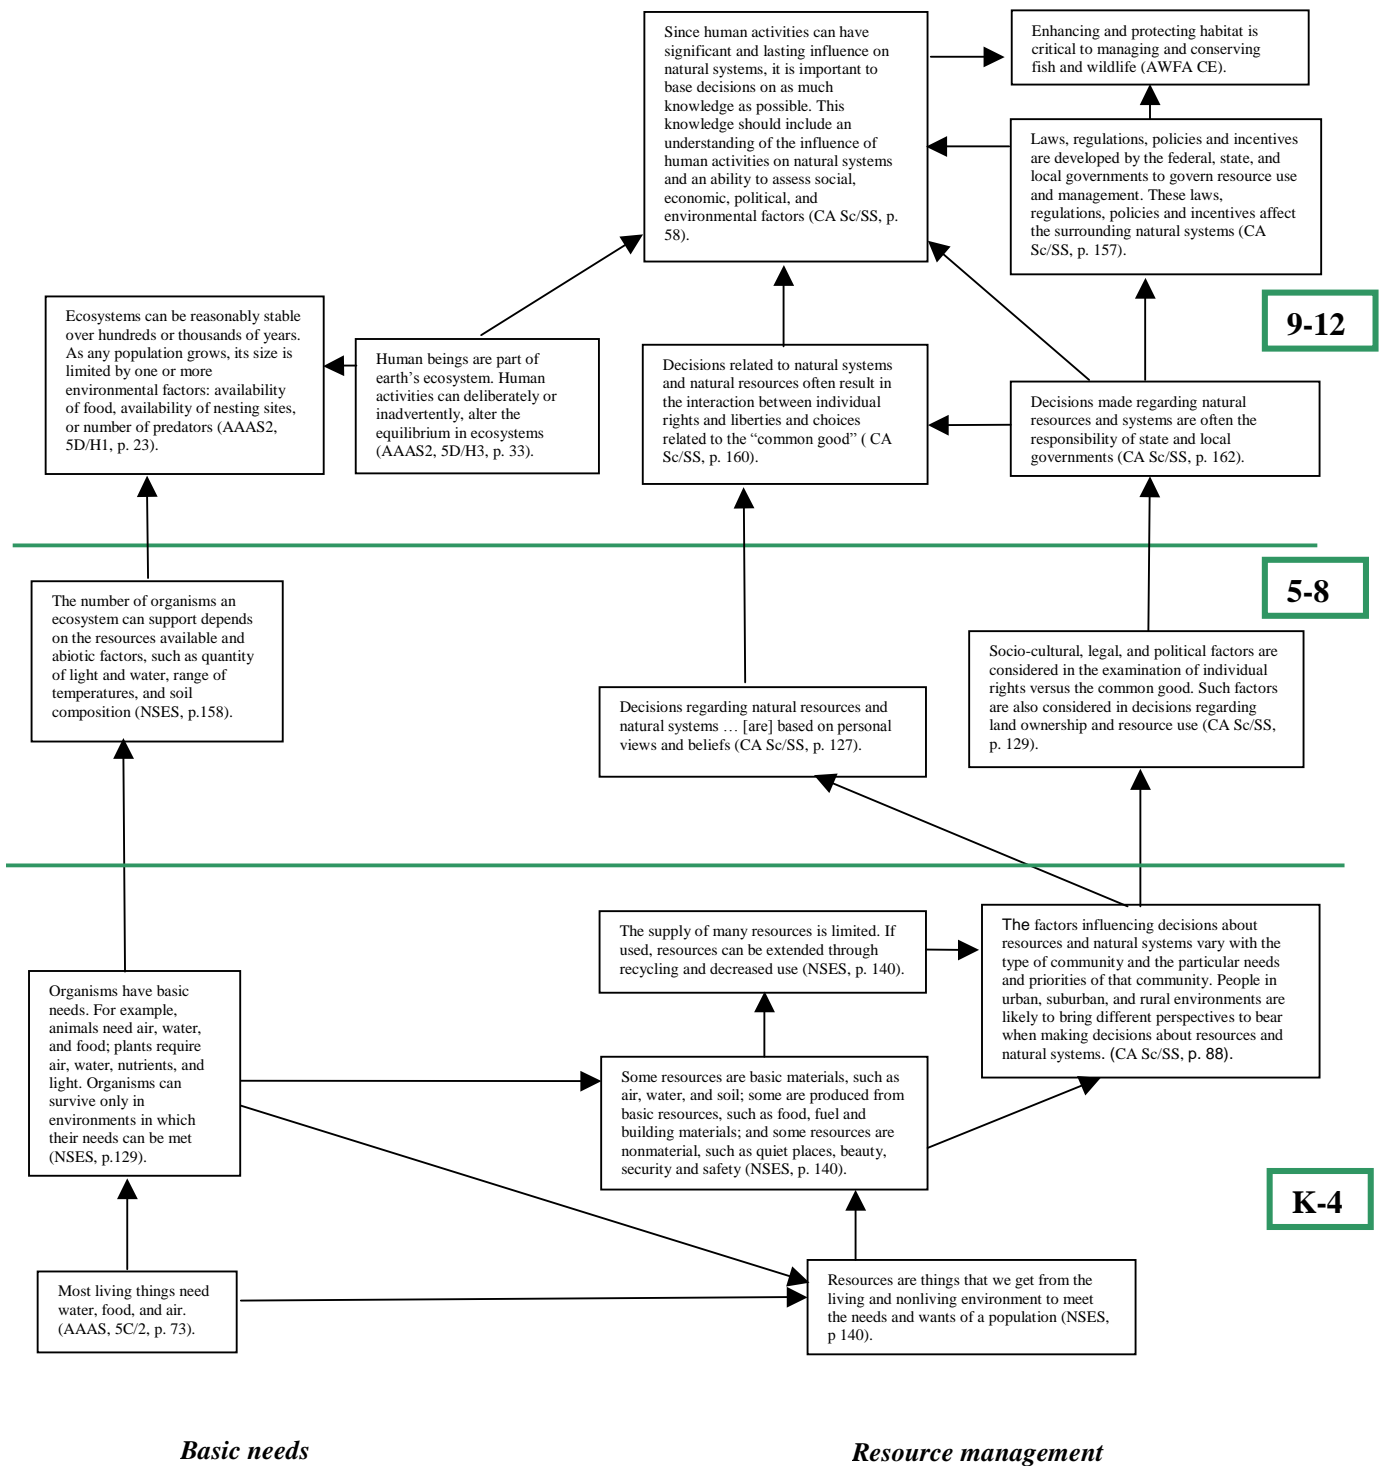 Since human activities can have
significant and lasting influence on
natural systems, it is important to
base decisions on as much
knowledge as possible. This
knowledge should include an
understanding of the influence of
human activities on natural systems
and an ability to assess social,
economic, political, and
environmental factors (CA Sc/SS, p.
58).
Enhancing and protecting habitat is
critical to managing and conserving
fish and wildlife (AWFA CE).
Laws, regulations, policies and incentives
are developed by the federal, state, and
local governments to govern resource use
and management. These laws,
regulations, policies and incentives affect
the surrounding natural systems (CA
Sc/SS, p. 157).
9-12
Ecosystems can be reasonably stable
over hundreds or thousands of years.
As any population grows, its size is
limited by one or more
environmental factors: availability
of food, availability of nesting sites,
or number of predators (AAAS2,
5D/H1, p. 23).
Human beings are part of
earth's ecosystem. Human
activities can deliberately or
inadvertently, alter the
equilibrium in ecosystems
(AAAS2, 5D/H3, p. 33).
Decisions related to natural systems
and natural resources often result in
the interaction between individual
rights and liberties and choices
related to the “common good” ( CA
Sc/SS, p. 160).
Decisions made regarding natural
resources and systems are often the
responsibility of state and local
governments (CA Sc/SS, p. 162).
5-8
The number of organisms an
ecosystem can support depends
on the resources available and
abiotic factors, such as quantity
of light and water, range of
temperatures, and soil
composition (NSES, p.158).
Decisions regarding natural resources and
natural systems … [are] based on personal
views and beliefs (CA Sc/SS, p. 127).
Socio-cultural, legal, and political factors are
considered in the examination of individual
rights versus the common good. Such factors
are also considered in decisions regarding
land ownership and resource use (CA Sc/SS,
p. 129).
The supply of many resources is limited. If
used, resources can be extended through
recycling and decreased use (NSES, p. 140).
The factors influencing decisions about
resources and natural systems vary with the
type of community and the particular needs
and priorities of that community. People in
urban, suburban, and rural environments are
likely to bring different perspectives to bear
when making decisions about resources and
natural systems. (CA Sc/SS, p. 88).
Organisms have basic
needs. For example,
animals need air, water,
and food; plants require
air, water, nutrients, and
light. Organisms can
survive only in
environments in which
their needs can be met
(NSES, p.129).
Some resources are basic materials, such as
air, water, and soil; some are produced from
basic resources, such as food, fuel and
building materials; and some resources are
nonmaterial, such as quiet places, beauty,
security and safety (NSES, p. 140).
K-4
Most living things need
water, food, and air.
(AAAS, 5C/2, p. 73).
Resources are things that we get from the
living and nonliving environment to meet
the needs and wants of a population (NSES,
p 140).
Basic needs
Resource management